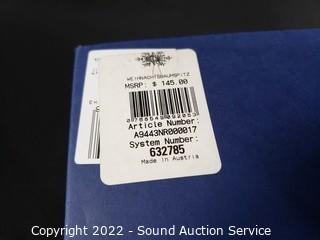 WEIHNACHTSBAUMSPITZ
MSRP: $ 145.00
Article Number:
A9443NR000017
System Number:
632785
Made in Austria
Copyright 2022 - Sound Auction Service